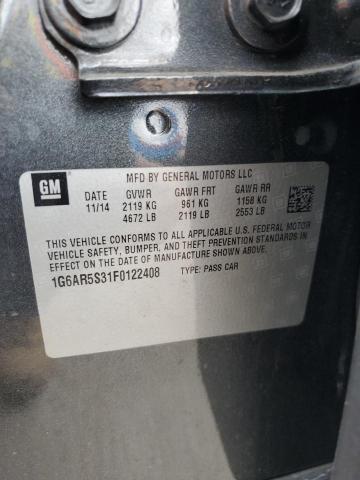 GM
MFD BY GENERAL MOTORS LLC
DATE GVWR GAWR FRT GAWR RR
11/14 2119 KG 961 KG 1158 KG
4672 LB 2119 LB 2553 LB
THIS VEHICLE CONFORMS TO ALL APPLICABLE U.S. FEDERAL MOTOR
VEHICLE SAFETY, BUMPER, AND THEFT PREVENTION STANDARDS IN
EFFECT ON THE DATE OF MANUFACTURE SHOWN ABOVE.
1G6AR5S31F0122408 TYPE: PASS CAR